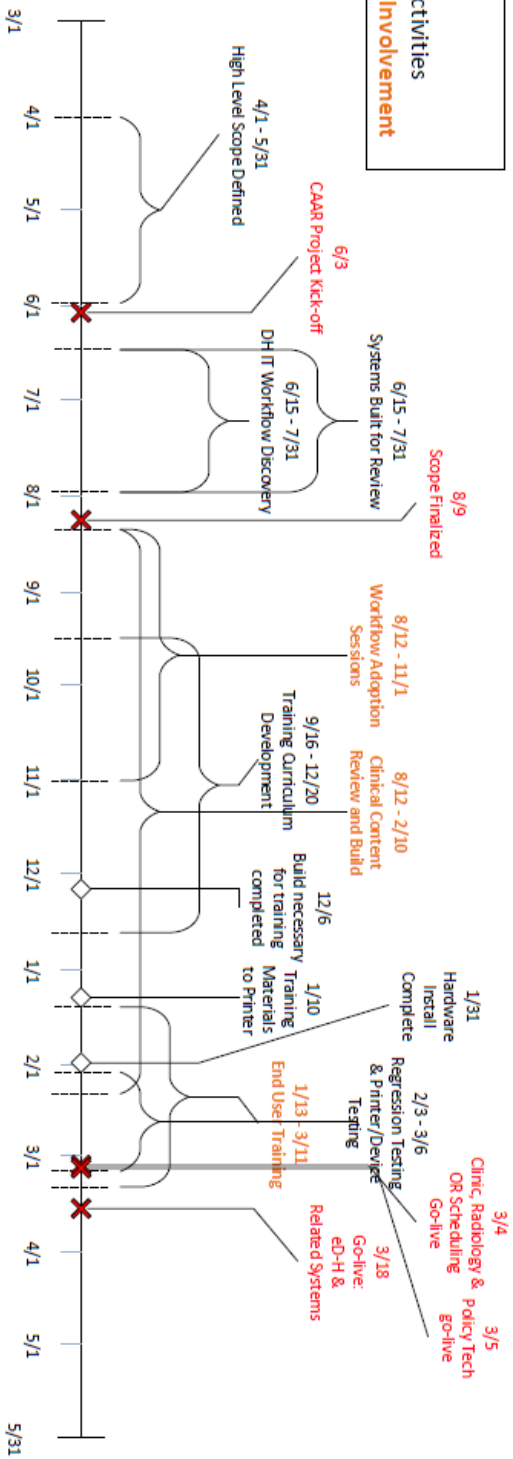 ctivities
Involvement
4/1 - 5/31
High Level Scope Defined
6/3
CAAR Project Kick-off
6/15 - 7/31
Systems Built for Review
6/15 - 7/31
DH IT Workflow Discovery
8/9
Scope Finalized
8/12 - 11/1
Workflow Adoption
Sessions
8/12 - 2/10
Clinical Content
Review and Build
9/16 - 12/20
Training Curriculum
Development
12/6
Build necessary
for training
completed
1/10
Training
Materials
to Printer
1/31
Hardware
Install
Complete
2/3 - 3/6
Regression Testing
& Printer/Device
Testing
1/13 - 3/11
End User Training
3/4
Clinic, Radiology &
OR Scheduling
Go-live
3/5
Policy Tech
go-live
3/18
Go-live:
eD-H &
Related Systems
3/1
4/1
5/1
6/1
7/1
8/1
9/1
10/1
11/1
12/1
1/1
2/1
3/1
4/1
5/1
5/31